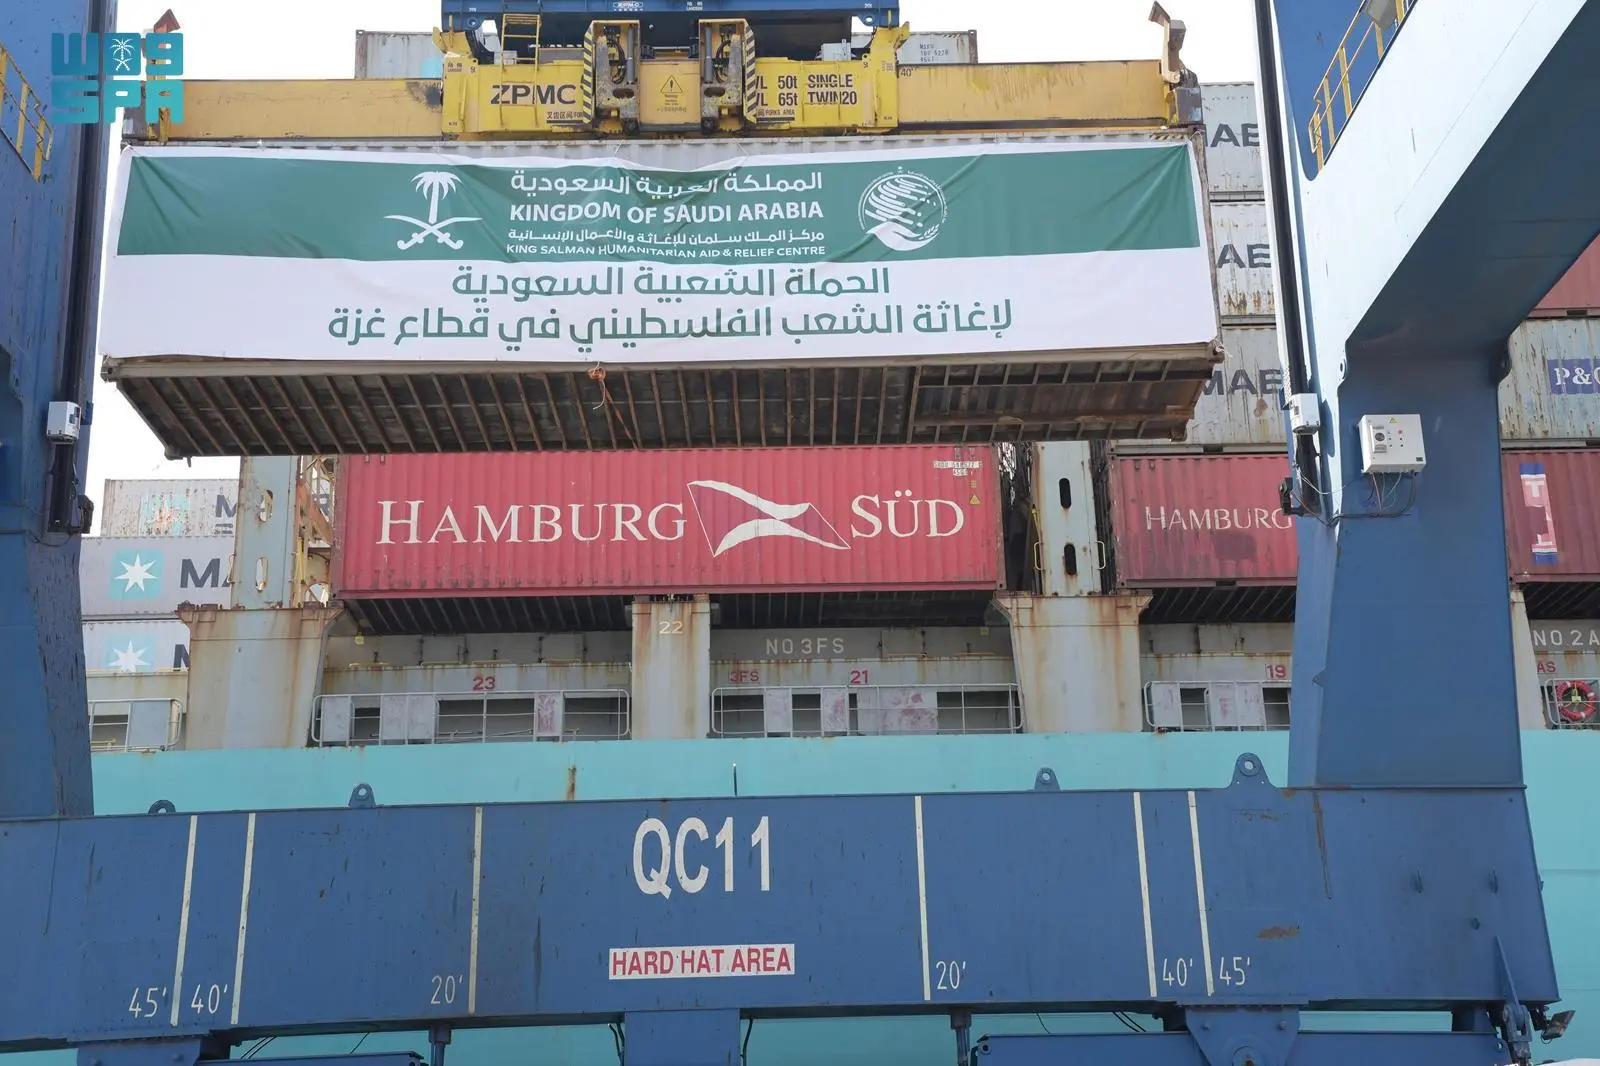 واس
SPA
ZPMC
50t
65t
SINGLE
TWIN20
40'
المملكة العربية السعودية
KINGDOM OF SAUDI ARABIA
مركز الملك سلمان للإغاثة والأعمال الإنسانية
KING SALMAN HUMANITARIAN AID & RELIEF CENTRE
الحملة الشعبية السعودية
لإغاثة الشعب الفلسطيني في قطاع غزة
HAMBURG SÜD
HAMBURG
22
NO.3FS
23
3FS
21
19
QC11
HARD HAT AREA
45' 40' 20' 20' 40' 45'